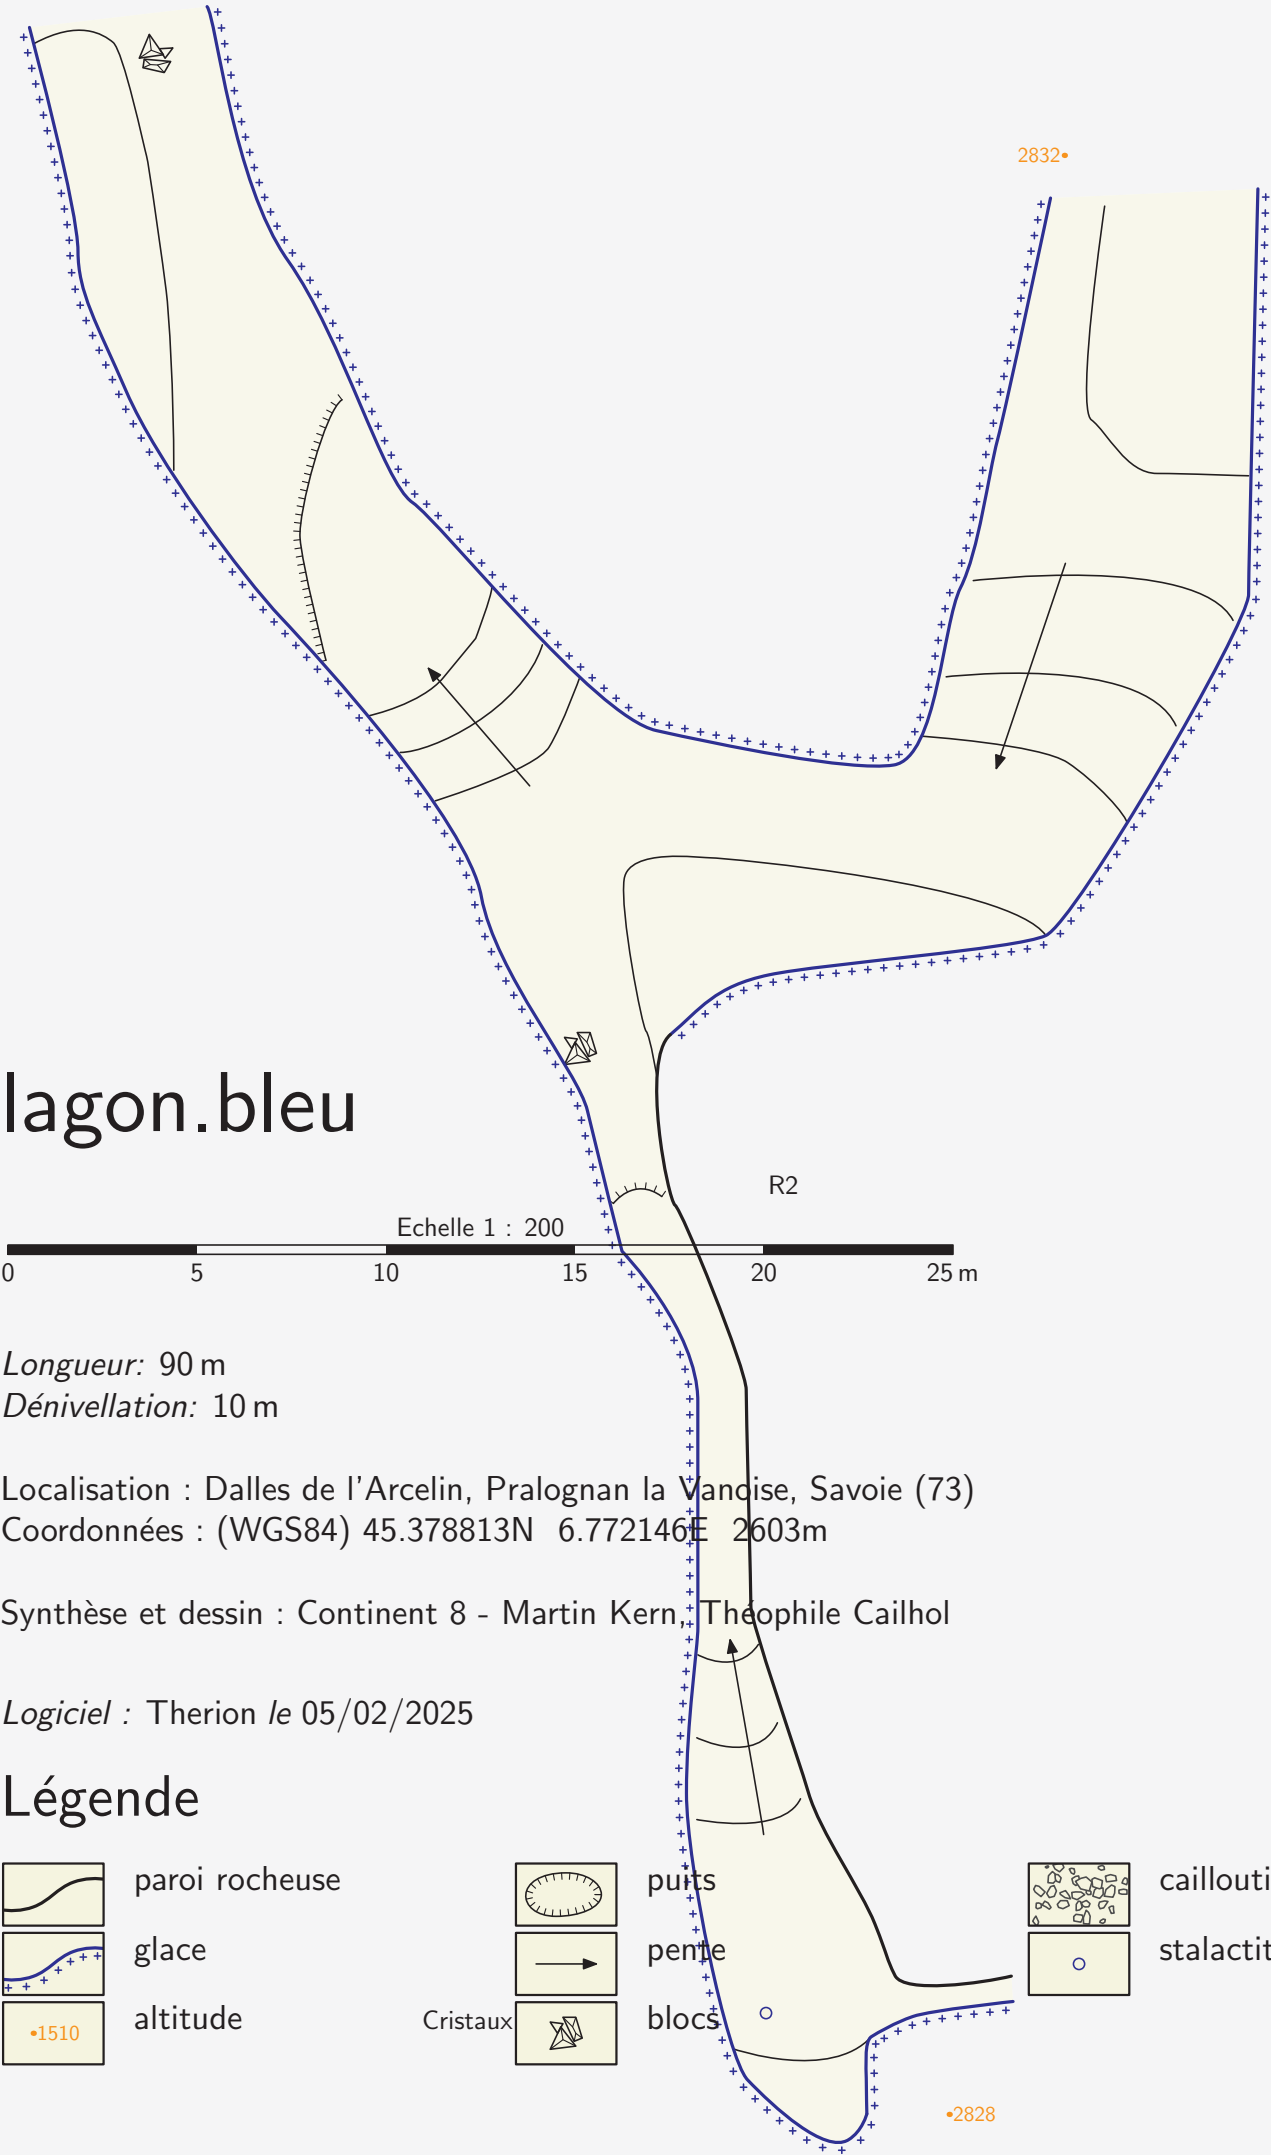 2832
lagon.bleu
R2
Echelle 1 : 200
0 5 10 15 20 25 m
Longueur: 90 m
Dénivellation: 10 m
Localisation : Dalles de l'Arcelin, Pralognan la Vanoise, Savoie (73)
Coordonnées : (WGS84) 45.378813N 6.772146E 2603m
Synthèse et dessin : Continent 8 - Martin Kern, Théophile Cailhol
Logiciel : Therion le 05/02/2025
Légende
paroi rocheuse
glace
1510 altitude
puits
pente
Cristaux blocs
caillouti
stalactit
2828